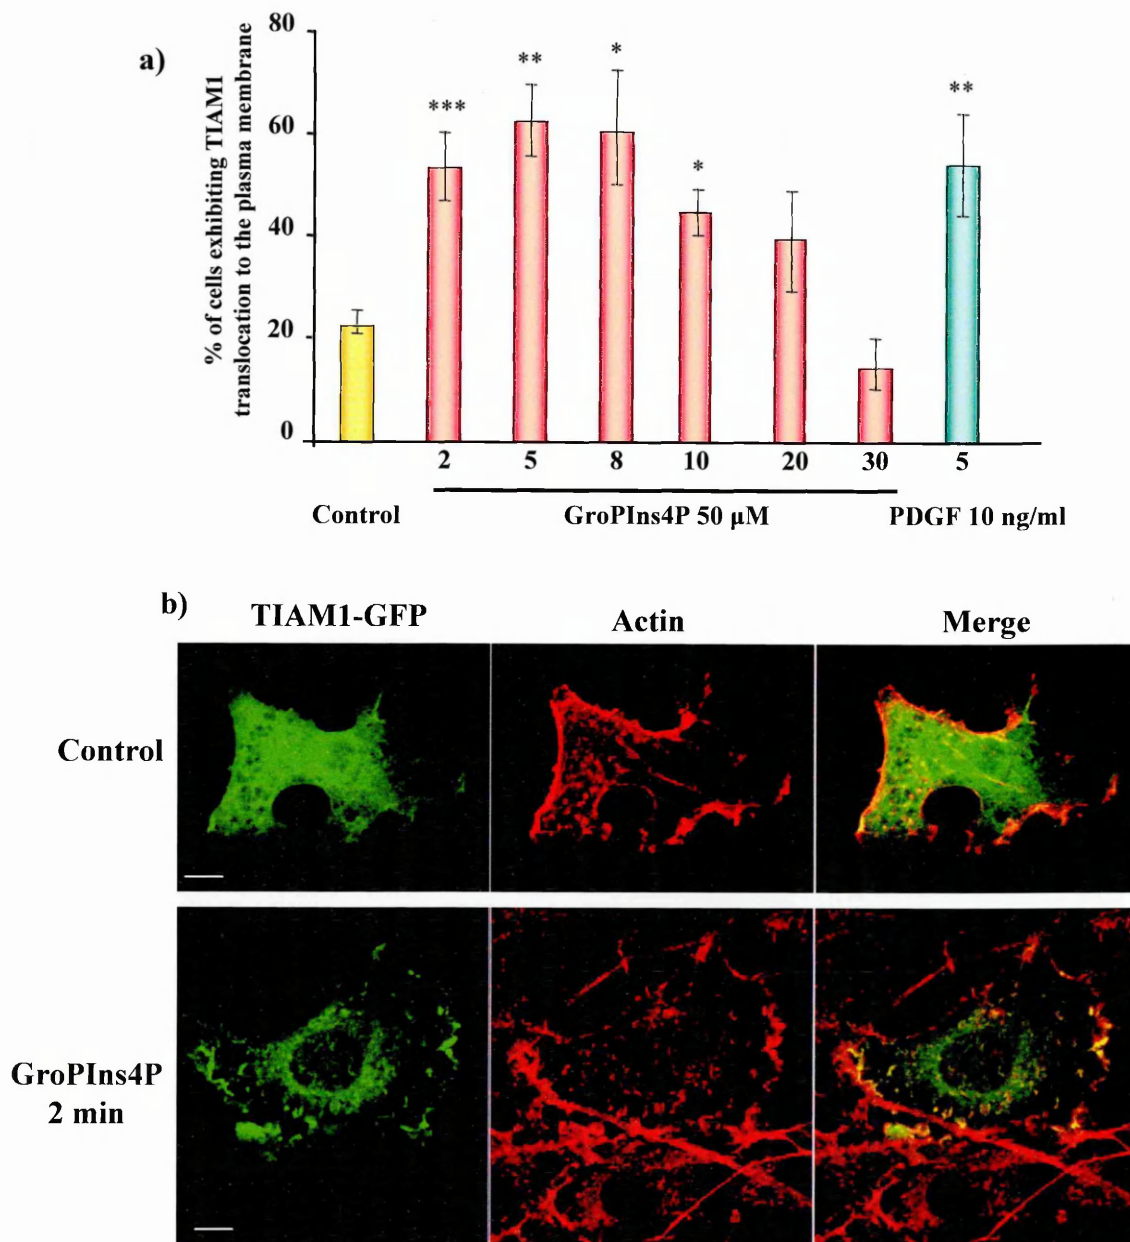 a)
% of cells exhibiting TIAM1
translocation to the plasma membrane
80
60
40
20
0
***
**
*
*
**
2 5 8 10 20 30 5
Control GroPIns4P 50 µM PDGF 10 ng/ml
b)
TIAM1-GFP Actin Merge
Control
GroPIns4P
2 min